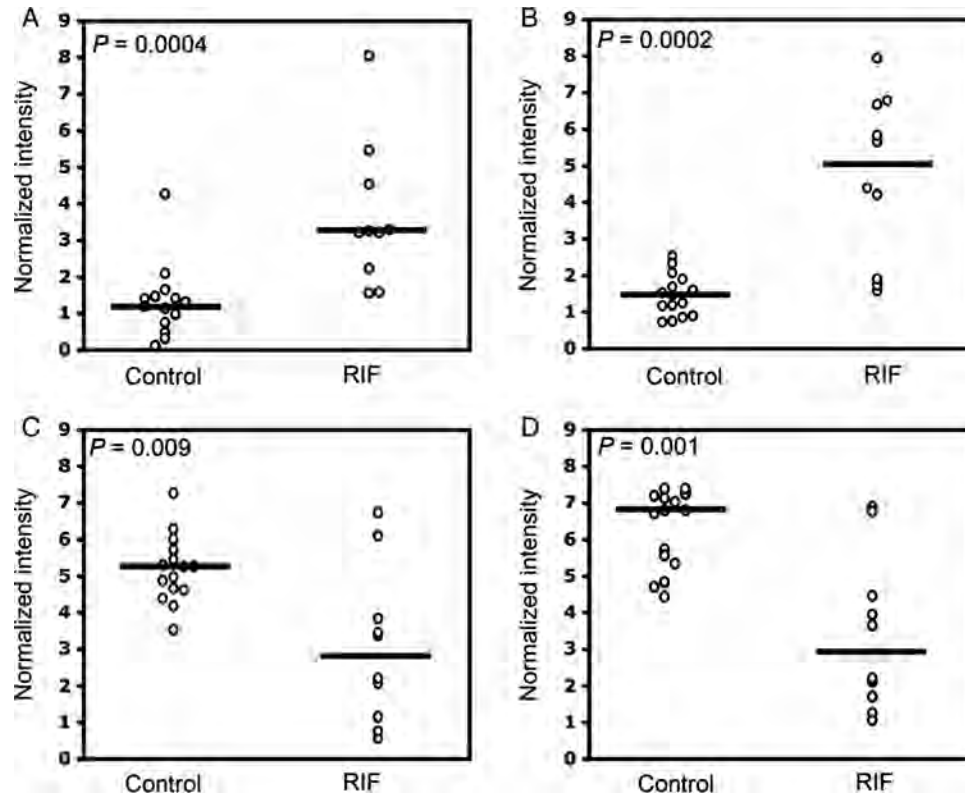 A
P = 0.0004
Normalized intensity
9
8
7
6
5
4
3
2
1
0
Control RIF
B
P = 0.0002
Normalized intensity
9
8
7
6
5
4
3
2
1
0
Control RIF
C
P = 0.009
Normalized intensity
9
8
7
6
5
4
3
2
1
0
Control RIF
D
P = 0.001
Normalized intensity
9
8
7
6
5
4
3
2
1
0
Control RIF